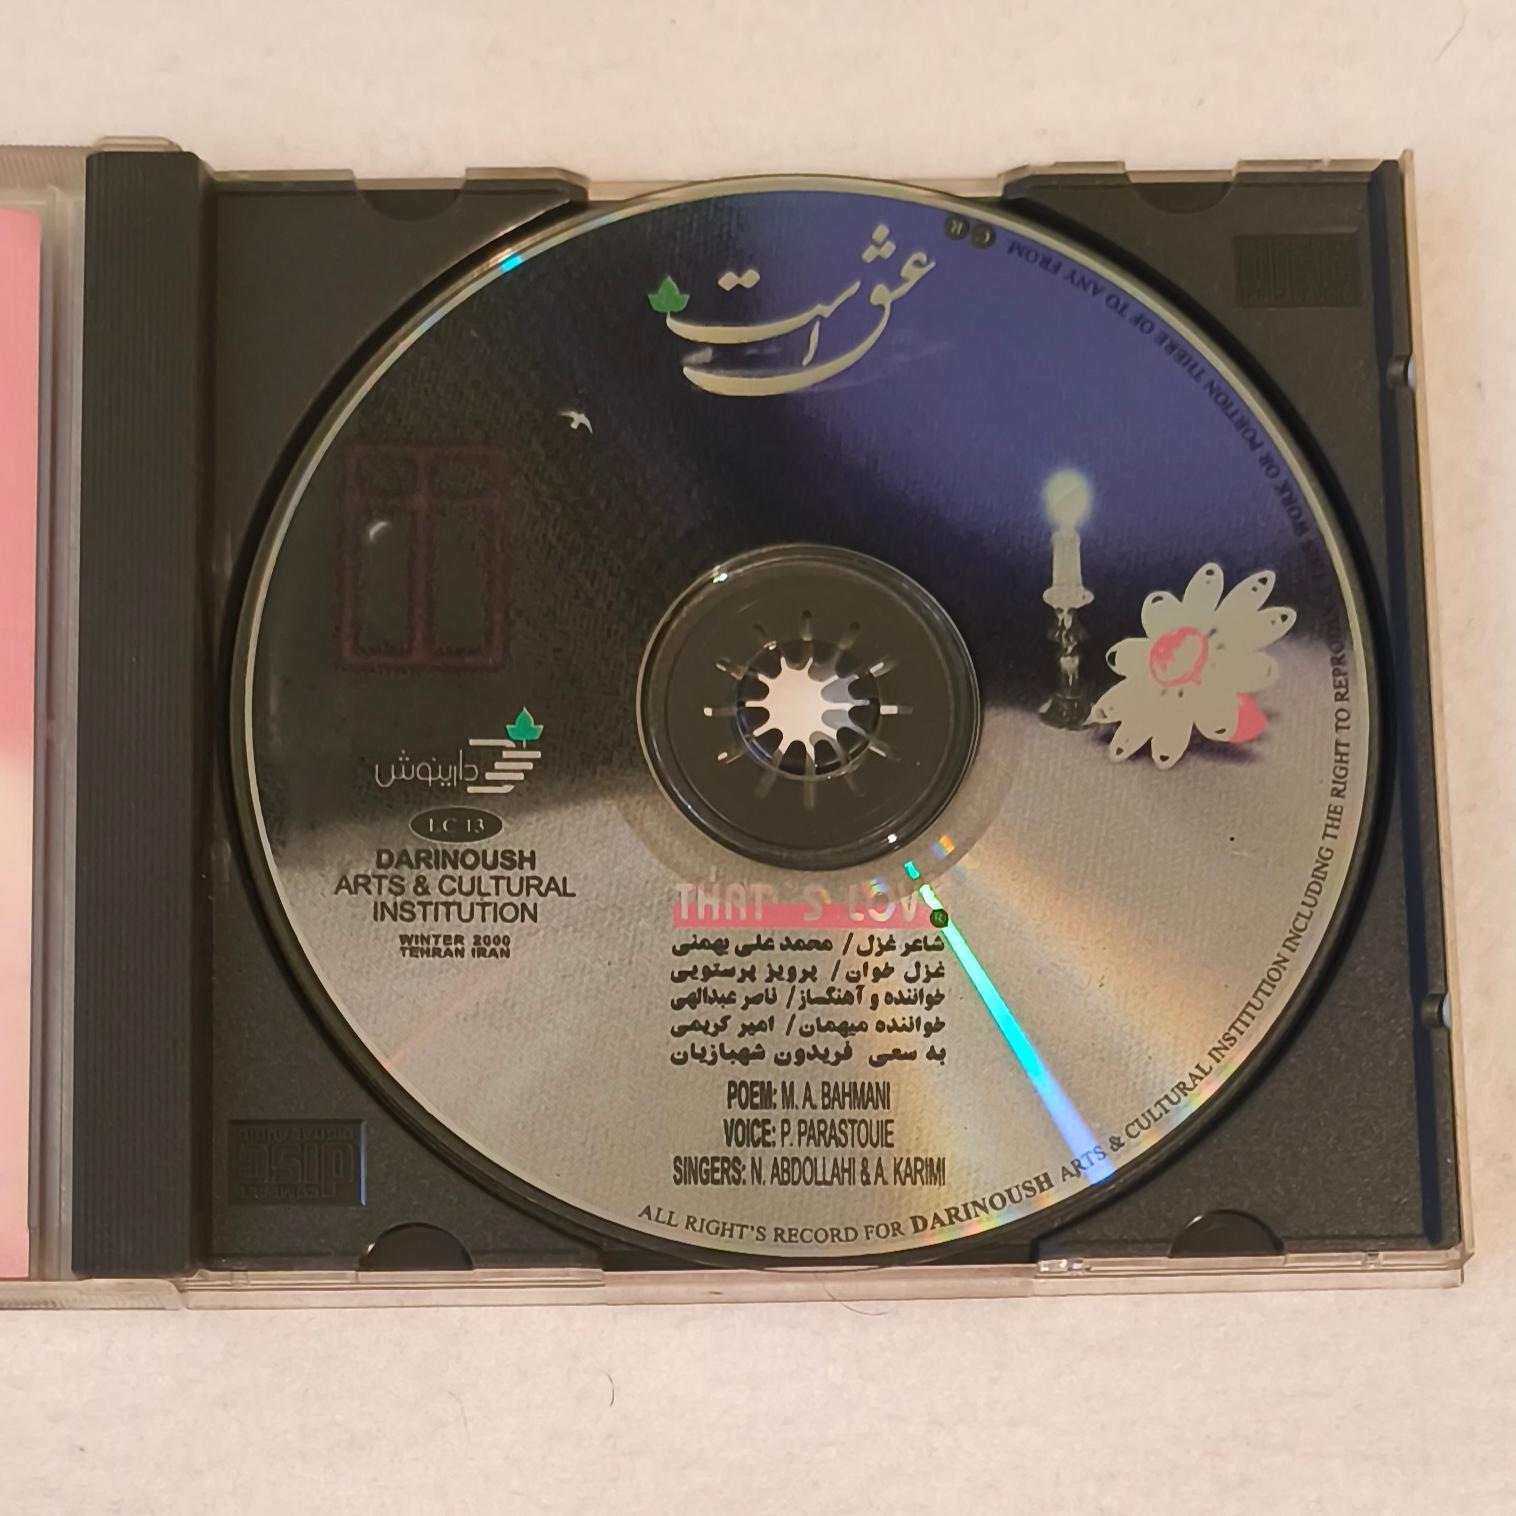 عشق است
دارینوش
LC 13
DARINOUSH
ARTS & CULTURAL
INSTITUTION
WINTER 2000
TEHRAN IRAN
THAT S LOVE
®
شاعر غزل / محمد علی بهمنی
غزل خوان / پرویز پرستویی
خواننده و آهنگساز / ناصر عبدالهی
خواننده میهمان / امیر کریمی
به سعی فریدون شهبازیان
POEM: M. A. BAHMANI
VOICE: P. PARASTOUIE
SINGERS: N. ABDOLLAHI & A. KARIMI
ALL RIGHT'S RECORD FOR DARINOUSH ARTS & CULTURAL INSTITUTION INCLUDING THE RIGHT TO REPRO WORK OR PORTION THERE OF TO ANY FROM C R